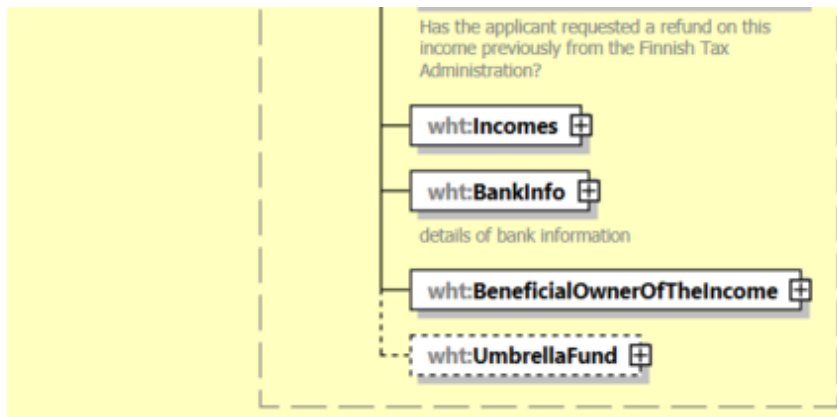 Has the applicant requested a refund on this
income previously from the Finnish Tax
Administration?
wht:Incomes
wht:BankInfo
details of bank information
wht:BeneficialOwnerOfTheIncome
wht:UmbrellaFund